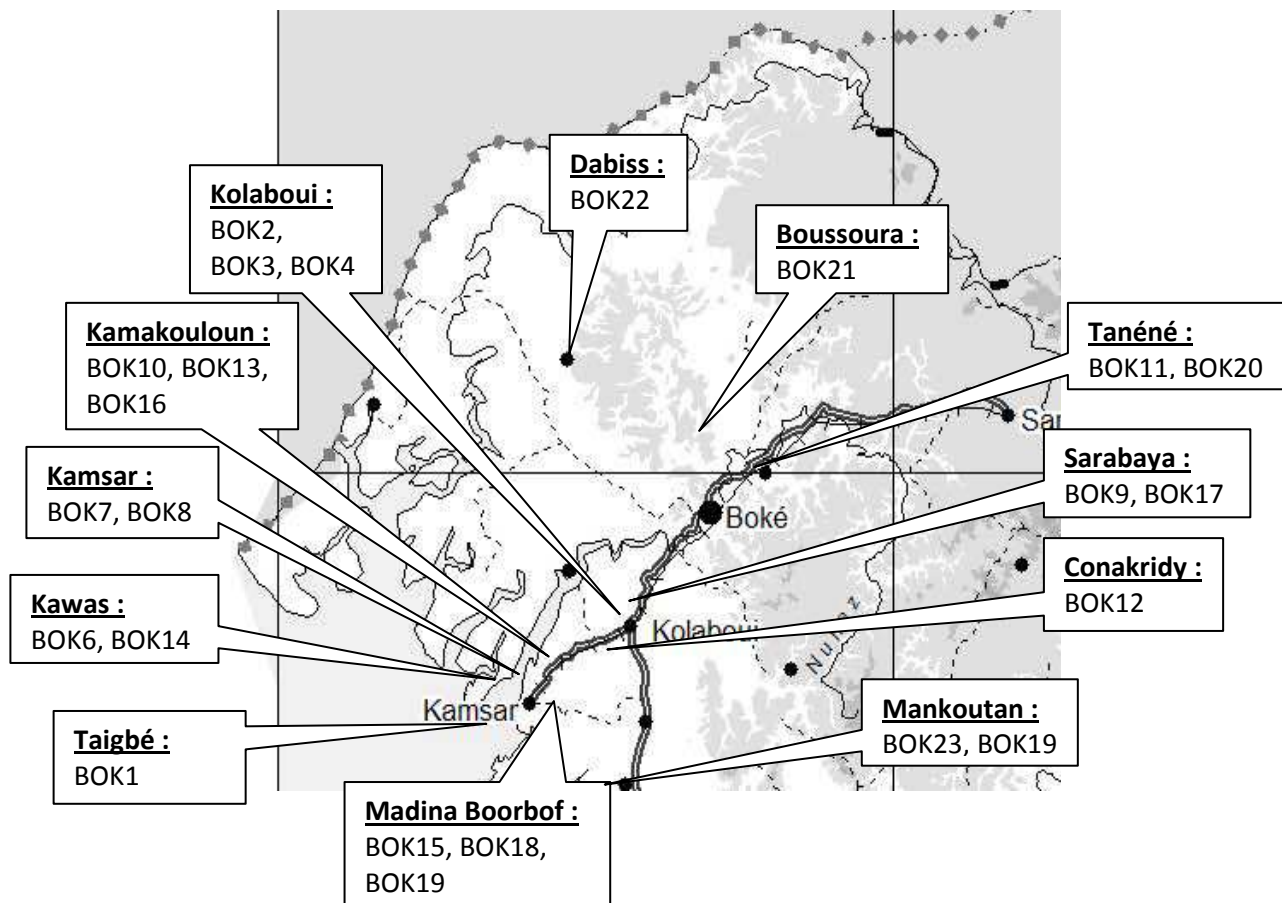 Dabiss :
BOK22
Kolaboui :
BOK2,
BOK3, BOK4
Boussoura :
BOK21
Kamakouloun :
BOK10, BOK13,
BOK16
Tanéné :
BOK11, BOK20
San
Kamsar :
BOK7, BOK8
Sarabaya :
BOK9, BOK17
Boké
Conakridy :
BOK12
Kawas :
BOK6, BOK14
Kolaboui
Nunez
Kamsar
Mankoutan :
BOK23, BOK19
Taigbé :
BOK1
Madina Boorbof :
BOK15, BOK18,
BOK19